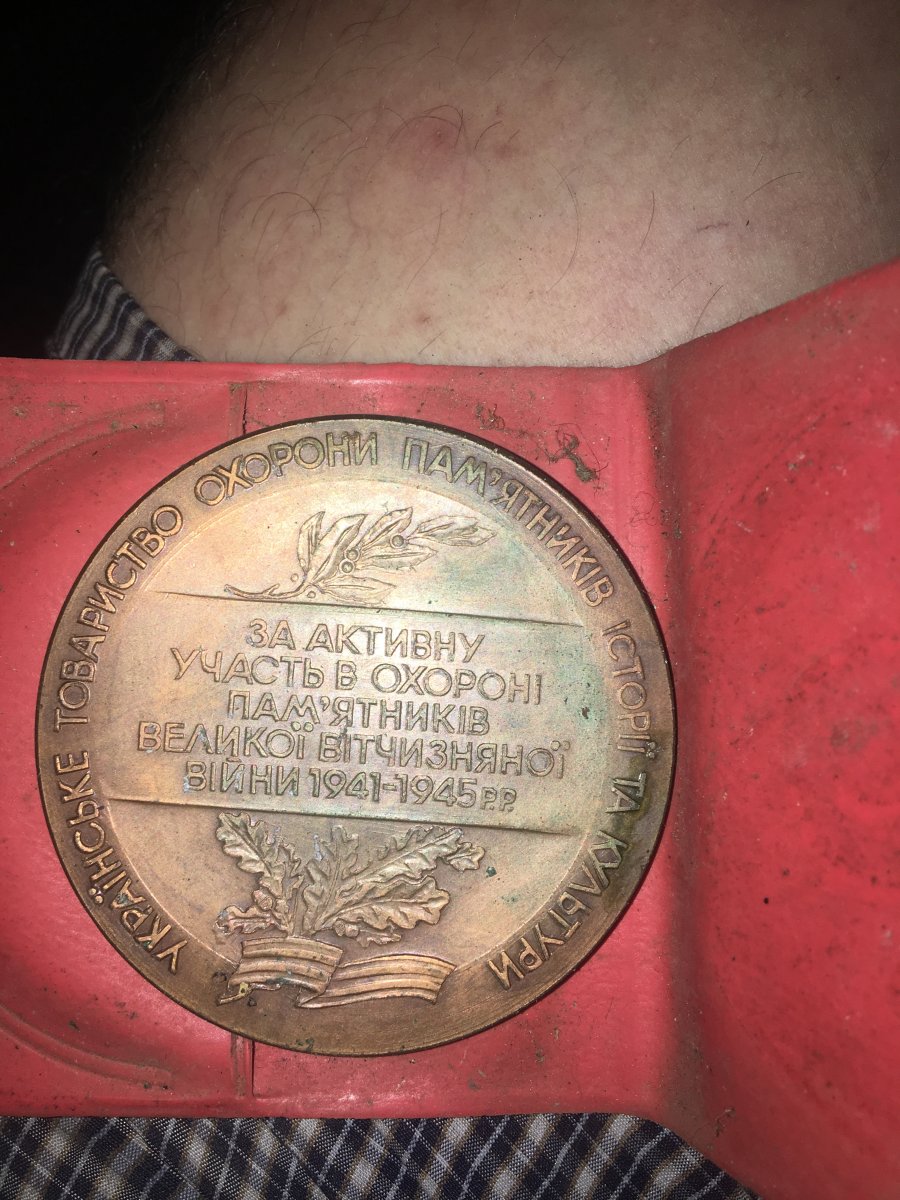 УКРАЇНСЬКЕ ТОВАРИСТВО ОХОРОНИ ПАМ'ЯТНИКІВ ІСТОРІЇ ТА КУЛЬТУРИ
ЗА АКТИВНУ
УЧАСТЬ В ОХОРОНІ
ПАМ'ЯТНИКІВ
ВЕЛИКОЇ ВІТЧИЗНЯНОЇ
ВІЙНИ 1941-1945 Р.Р.